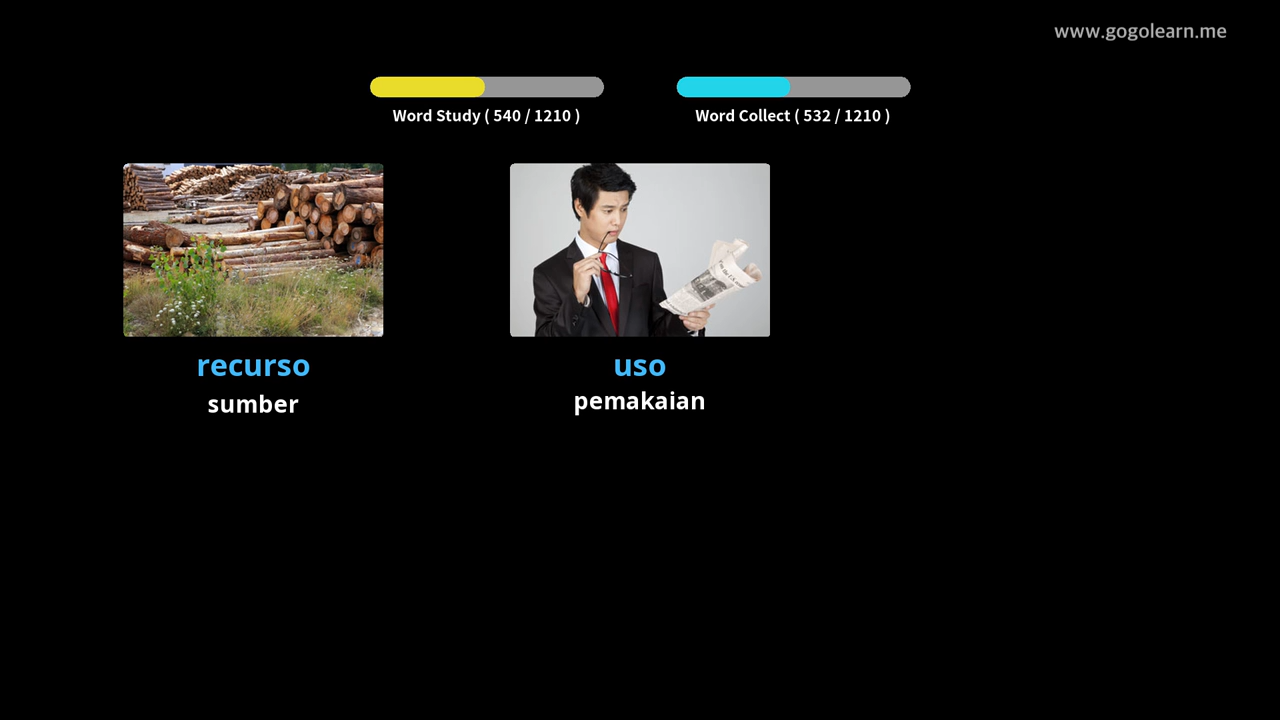 www.gogolearn.me
Word Study ( 540 / 1210 )
Word Collect ( 532 / 1210 )
recurso
sumber
uso
pemakaian